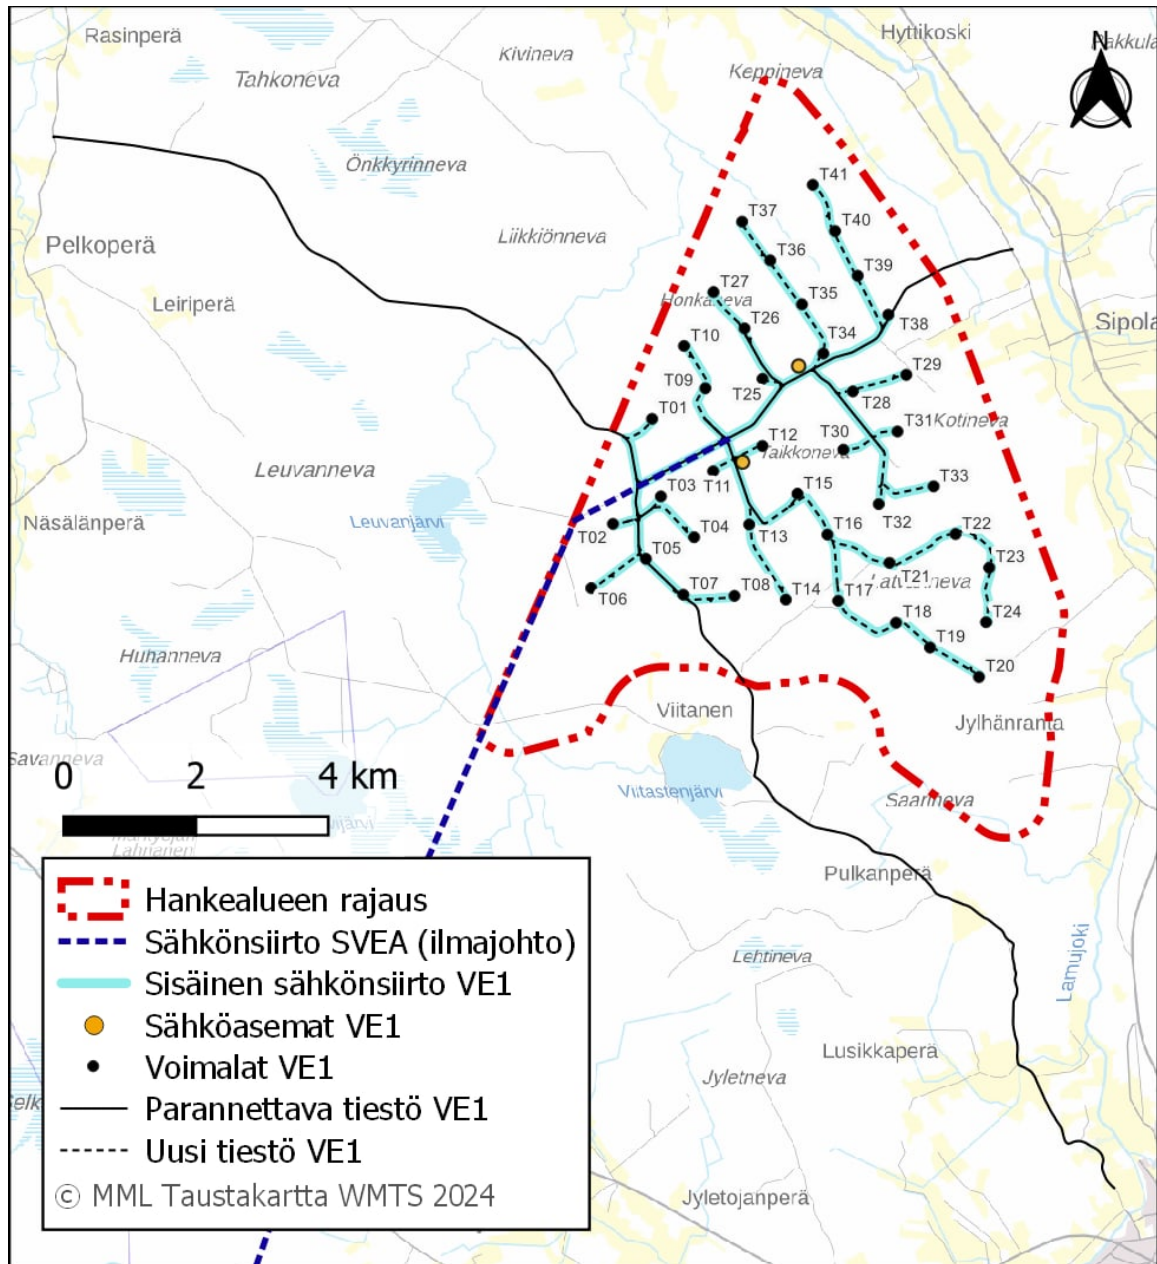 Rasinperä
Hyttikoski
Kivineva
N
Tahkoneva
Keppineva
Önkkyrinneva
T41
T37
T40
Pelkoperä
Liikkiönneva
T36
T39
T27
Honkaneva
Leiriperä
T35
T26
T38
Sipola
T10
T34
T29
T09
T25
T28
T01
T31
Kotineva
T12
T30
Taikkoneva
Leuvanneva
T11
T33
T03
T15
Näsälänperä
Leuvanjärvi
T32
T02
T04
T13
T16
T22
T05
T23
T21
T07
T08
T06
T14
T17
T18
T24
T19
Huhanneva
T20
Viitanen
Jylhänranta
Savanneva
0 2 4 km
Viitastenjärvi
Saarineva
Pulkanperä
Hankealueen rajaus
Sähkönsiirto SVEA (ilmajohto)
Lehtineva
Lamujoki
Sisäinen sähkönsiirto VE1
Sähköasemat VE1
Lusikkaperä
Voimalat VE1
Jyletneva
Parannettava tiestö VE1
Uusi tiestö VE1
© MML Taustakartta WMTS 2024
Jyletojanperä